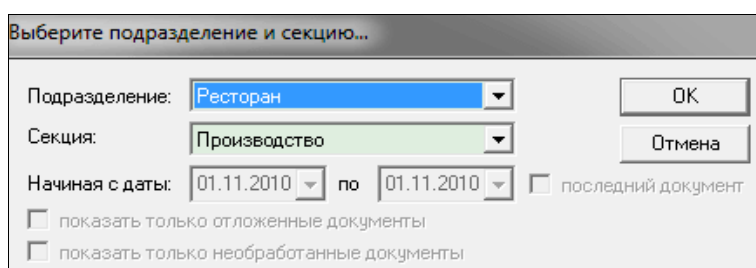 Выберите подразделение и секцию...
Подразделение: Ресторан OK
Секция: Производство Отмена
Начиная с даты: 01.11.2010 по 01.11.2010 последний документ
показать только отложенные документы
показать только необработанные документы